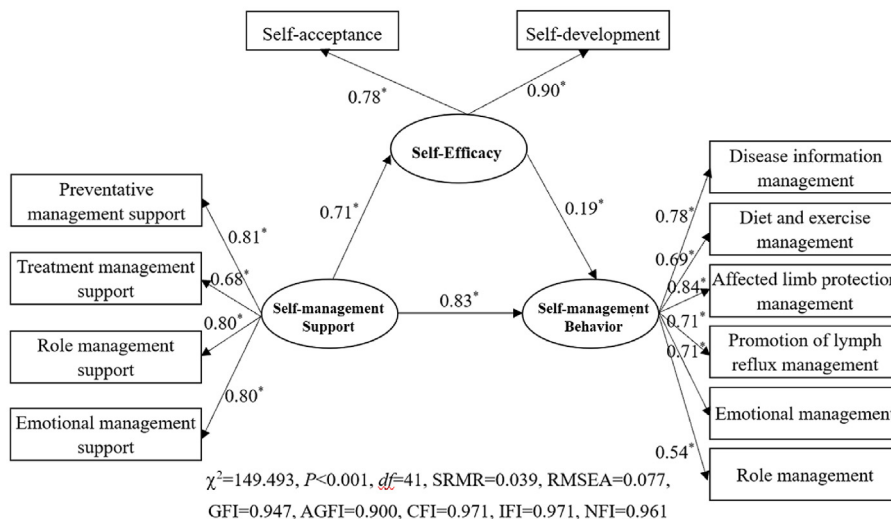 Self-acceptance
Self-development
0.78*
0.90*
Self-Efficacy
Disease information
management
Preventative
management support
0.71*
0.19*
0.78*
Diet and exercise
management
0.81*
0.69*
Treatment management
support
0.68*
Affected limb protection
management
0.84*
Self-management
Support
0.83*
Self-management
Behavior
0.80*
0.71*
Role management
support
Promotion of lymph
reflux management
0.71*
0.80*
Emotional management
support
Emotional management
0.54*
Role management
χ²=149.493, P<0.001, df=41, SRMR=0.039, RMSEA=0.077,
GFI=0.947, AGFI=0.900, CFI=0.971, IFI=0.971, NFI=0.961